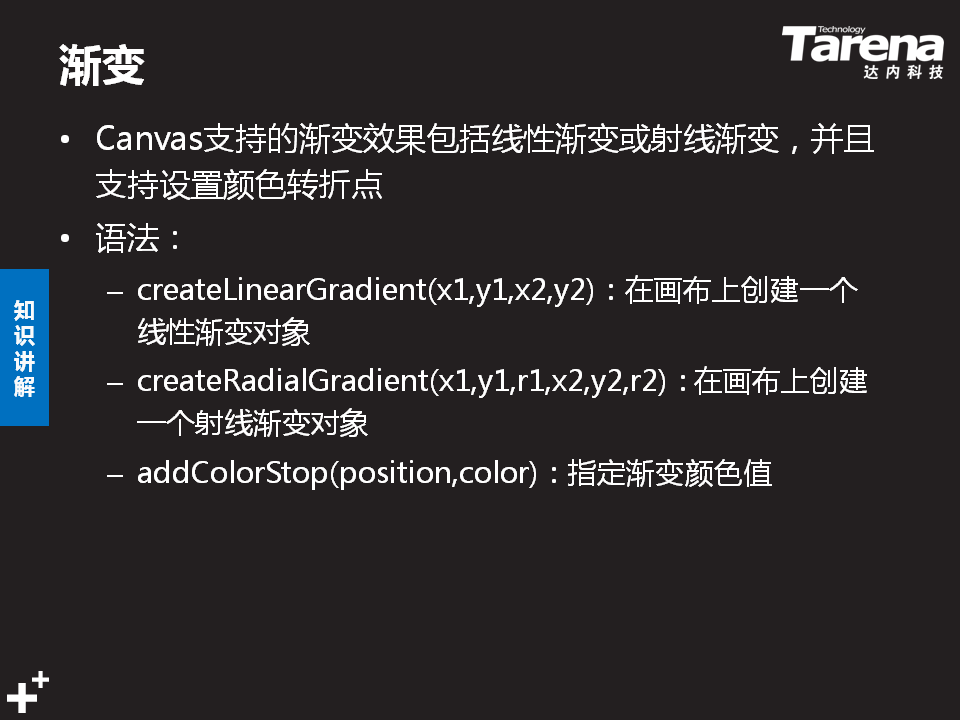 渐变
Technology
Tarena
达内科技
• Canvas支持的渐变效果包括线性渐变或射线渐变，并且
支持设置颜色转折点
• 语法：
– createLinearGradient(x1,y1,x2,y2)：在画布上创建一个
线性渐变对象
– createRadialGradient(x1,y1,r1,x2,y2,r2)：在画布上创建
一个射线渐变对象
– addColorStop(position,color)：指定渐变颜色值
知识讲解